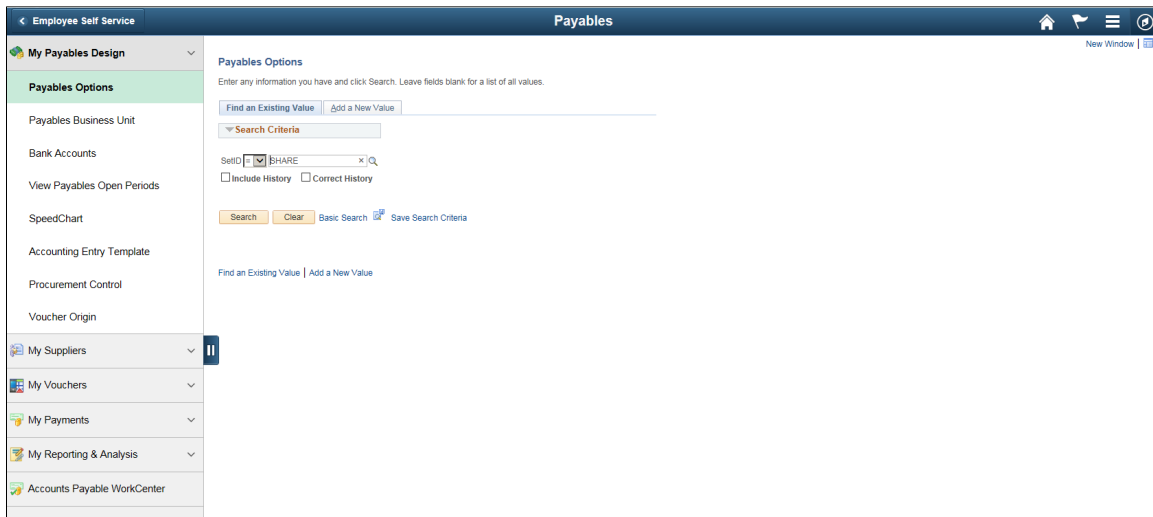 Employee Self Service
Payables
New Window
My Payables Design
Payables Options
Payables Business Unit
Bank Accounts
View Payables Open Periods
SpeedChart
Accounting Entry Template
Procurement Control
Voucher Origin
My Suppliers
My Vouchers
My Payments
My Reporting & Analysis
Accounts Payable WorkCenter
Payables Options
Enter any information you have and click Search. Leave fields blank for a list of all values.
Find an Existing Value Add a New Value
Search Criteria
SetID = SHARE
Include History Correct History
Search Clear Basic Search Save Search Criteria
Find an Existing Value | Add a New Value